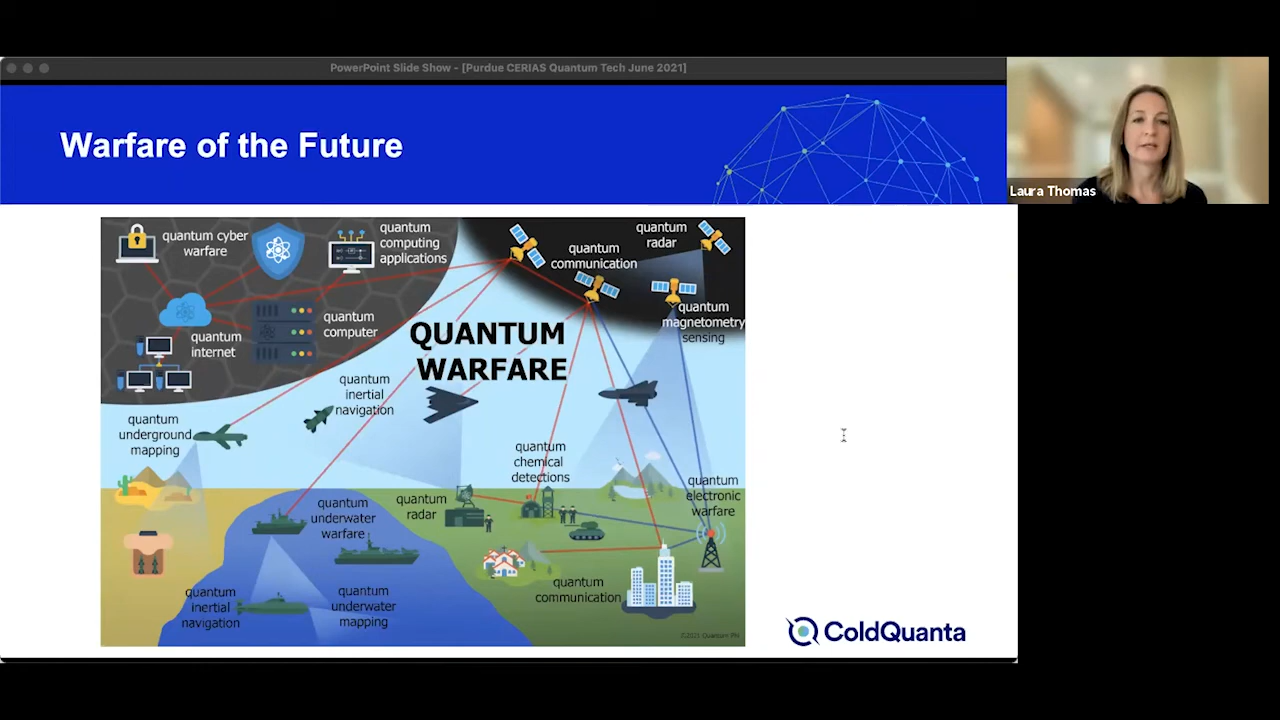 PowerPoint Slide Show - [Purdue CERIAS Quantum Tech June 2021]
Warfare of the Future
Laura Thomas
quantum cyber
warfare
quantum
computing
applications
quantum
communication
quantum
radar
quantum
magnetometry
sensing
quantum
internet
quantum
computer
QUANTUM
WARFARE
quantum
inertial
navigation
quantum
underground
mapping
quantum
chemical
detections
quantum
electronic
warfare
quantum
underwater
warfare
quantum
radar
quantum
inertial
navigation
quantum
underwater
mapping
quantum
communication
©2021 Quantum Phi
ColdQuanta